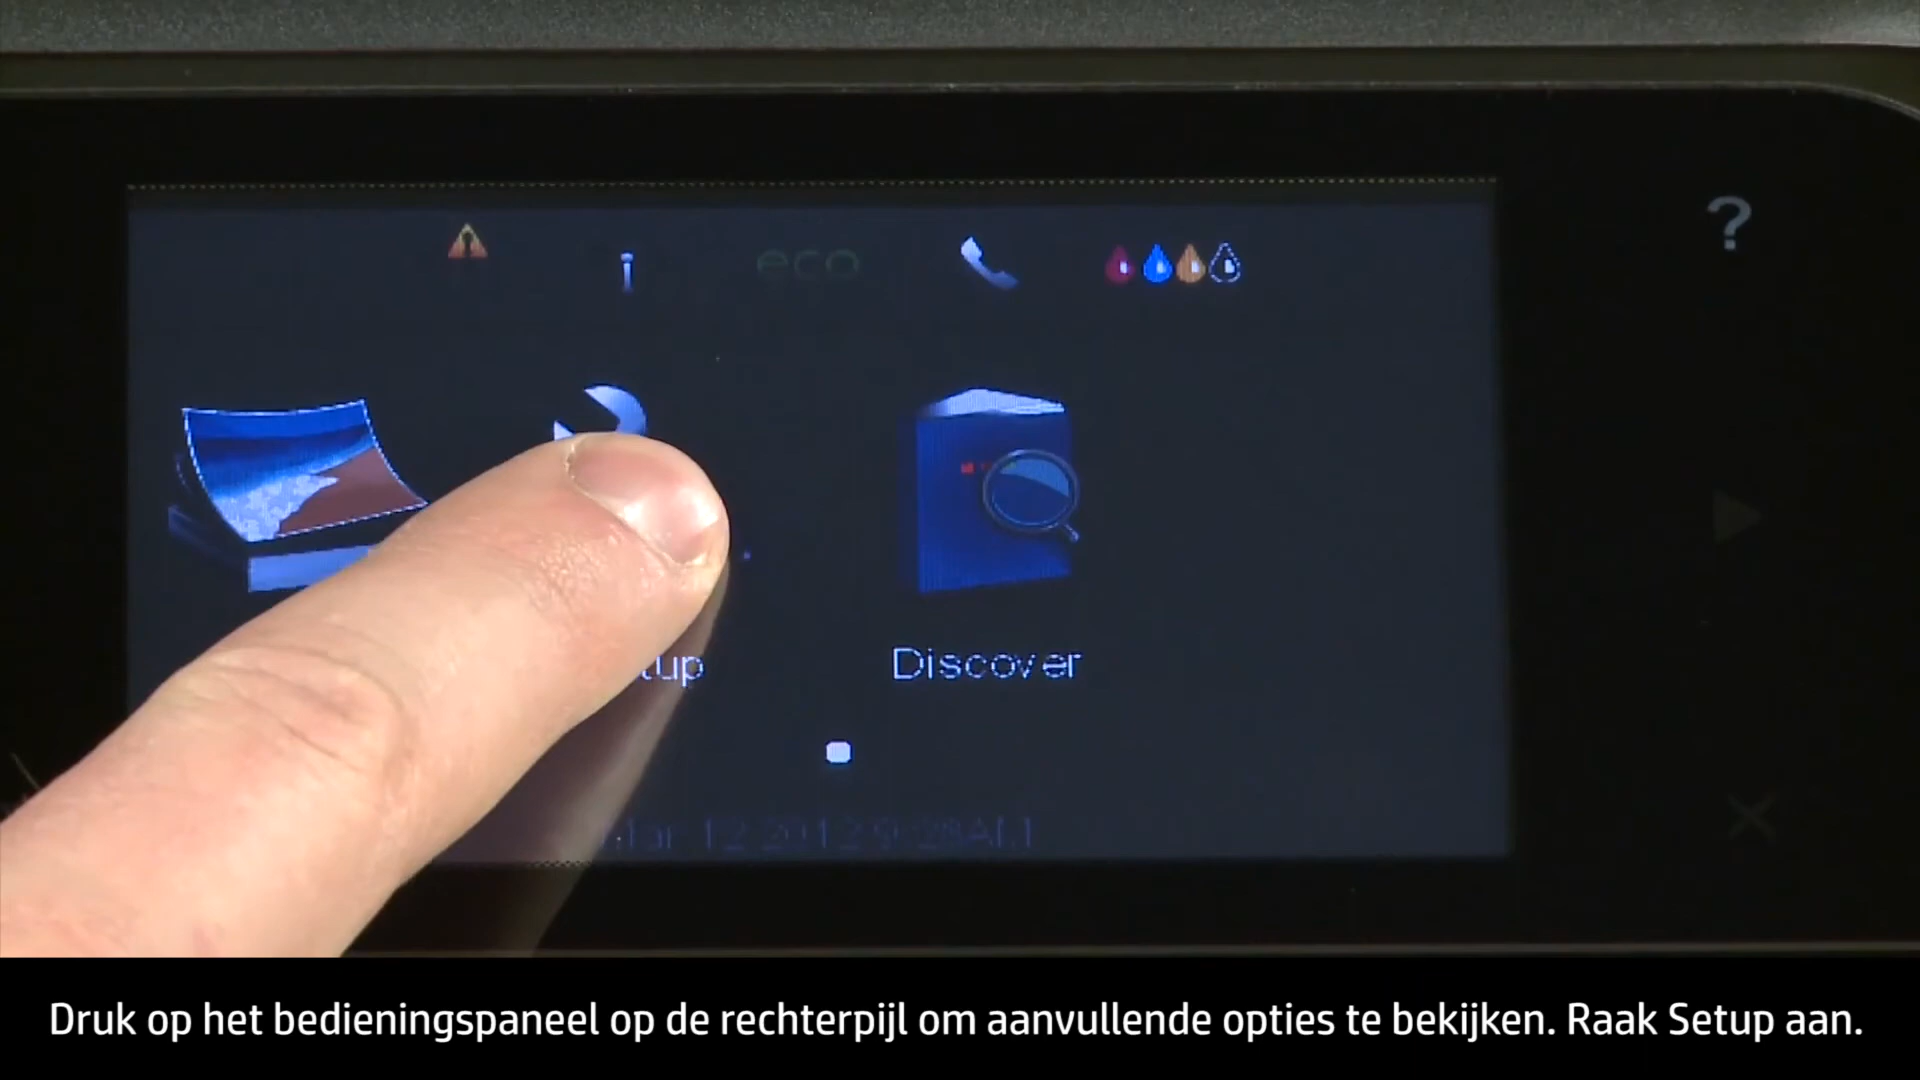 ?
i
eco
tup
Discover
Druk op het bedieningspaneel op de rechterpijl om aanvullende opties te bekijken. Raak Setup aan.